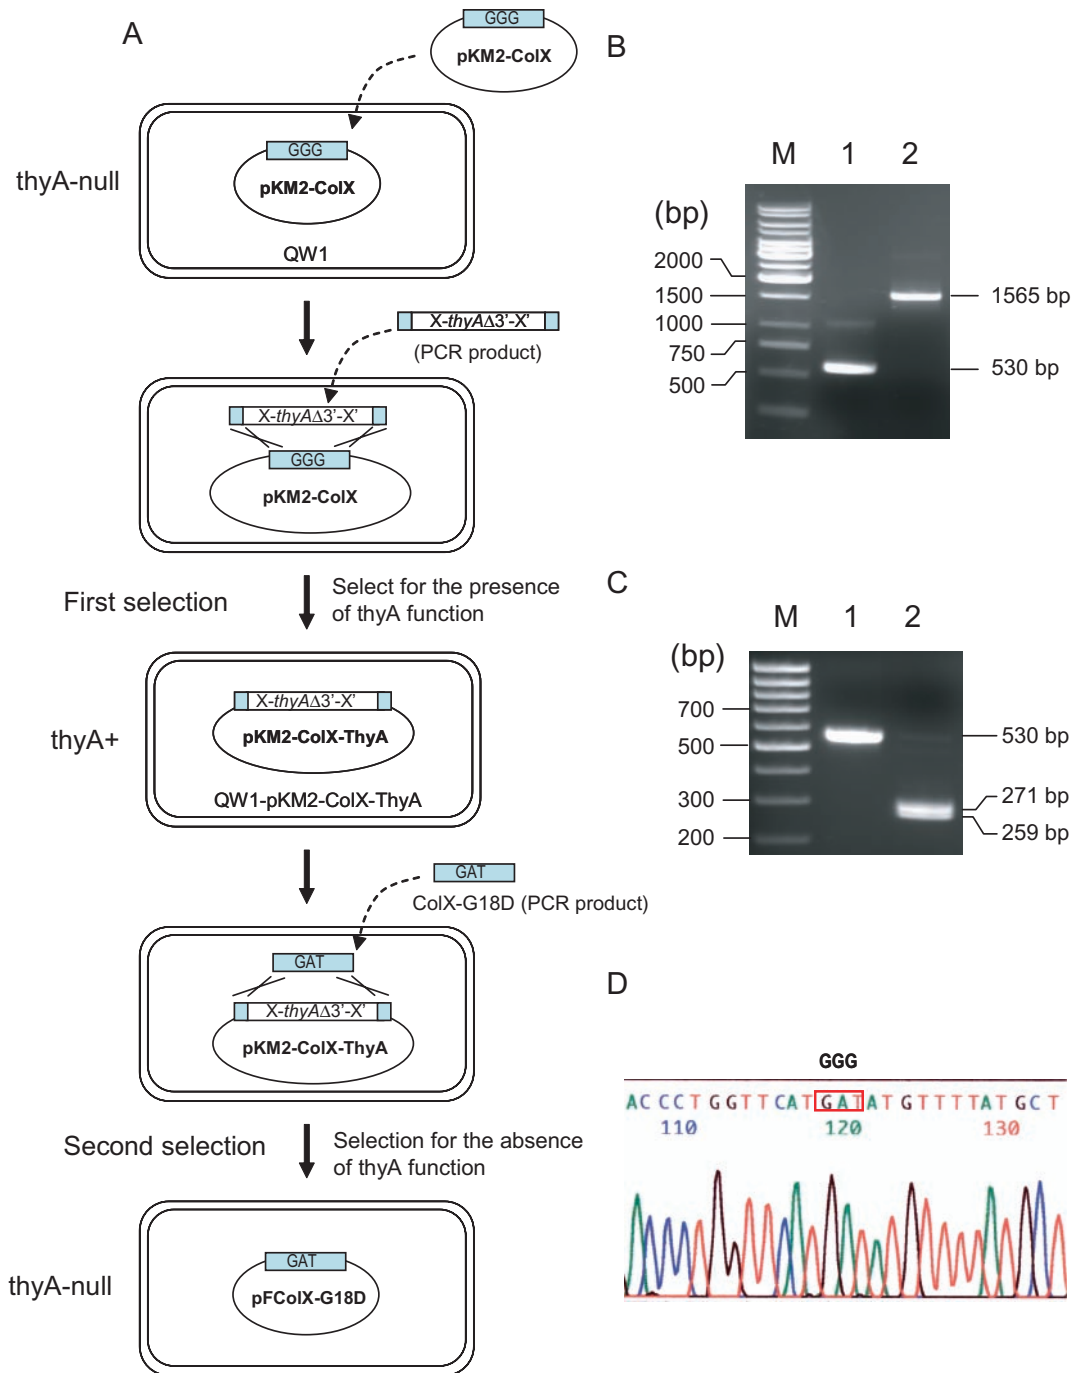 A
GGG
pKM2-ColX
GGG
pKM2-ColX
thyA-null
QW1
X-thyAΔ3'-X'
(PCR product)
X-thyAΔ3'-X'
GGG
pKM2-ColX
First selection
Select for the presence
of thyA function
X-thyAΔ3'-X'
pKM2-ColX-ThyA
thyA+
QW1-pKM2-ColX-ThyA
GAT
ColX-G18D (PCR product)
GAT
X-thyAΔ3'-X'
pKM2-ColX-ThyA
Second selection
Selection for the absence
of thyA function
GAT
pFColX-G18D
thyA-null
B
M 1 2
(bp)
2000
1500
1000
750
500
1565 bp
530 bp
C
M 1 2
(bp)
700
500
300
200
530 bp
271 bp
259 bp
D
GGG
A C C C T G G T T C A T G A T A T G T T T T A T G C T
110 120 130